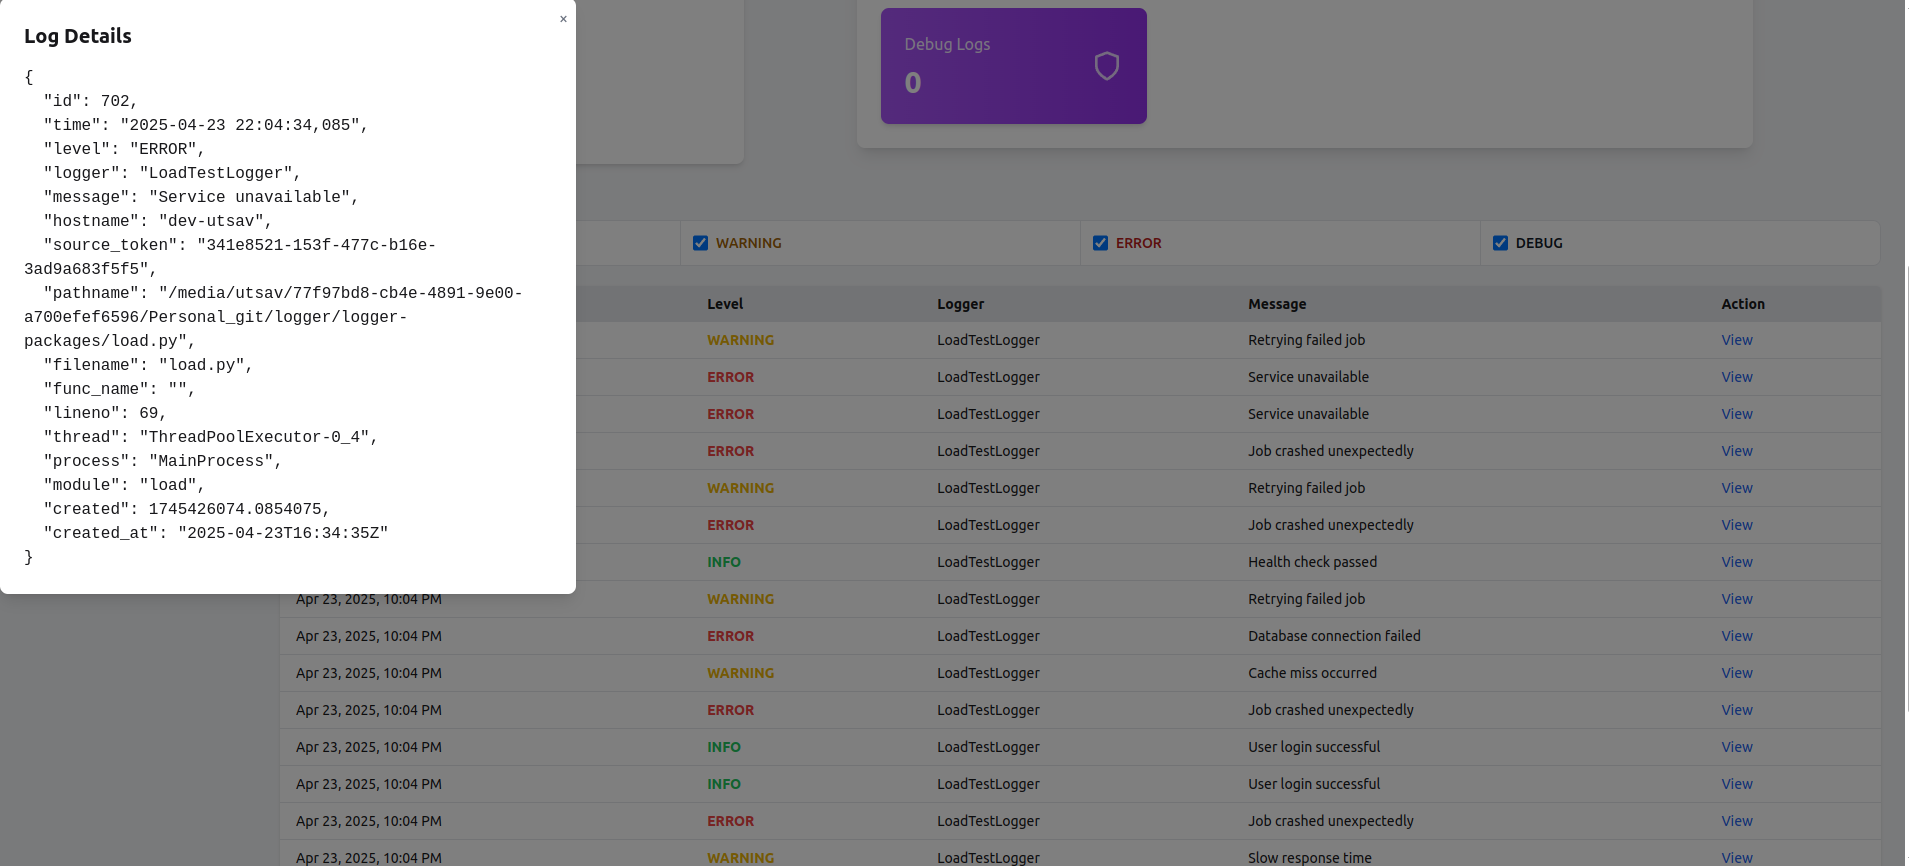 Log Details
×
{
"id": 702,
"time": "2025-04-23 22:04:34,085",
"level": "ERROR",
"logger": "LoadTestLogger",
"message": "Service unavailable",
"hostname": "dev-utsav",
"source_token": "341e8521-153f-477c-b16e-
3ad9a683f5f5",
"pathname": "/media/utsav/77f97bd8-cb4e-4891-9e00-
a700efef6596/Personal_git/logger/logger-
packages/load.py",
"filename": "load.py",
"func_name": "",
"lineno": 69,
"thread": "ThreadPoolExecutor-0_4",
"process": "MainProcess",
"module": "load",
"created": 1745426074.0854075,
"created_at": "2025-04-23T16:34:35Z"
}
Debug Logs
0
WARNING ERROR DEBUG
Level Logger Message Action
WARNING LoadTestLogger Retrying failed job View
ERROR LoadTestLogger Service unavailable View
ERROR LoadTestLogger Service unavailable View
ERROR LoadTestLogger Job crashed unexpectedly View
WARNING LoadTestLogger Retrying failed job View
ERROR LoadTestLogger Job crashed unexpectedly View
INFO LoadTestLogger Health check passed View
Apr 23, 2025, 10:04 PM WARNING LoadTestLogger Retrying failed job View
Apr 23, 2025, 10:04 PM ERROR LoadTestLogger Database connection failed View
Apr 23, 2025, 10:04 PM WARNING LoadTestLogger Cache miss occurred View
Apr 23, 2025, 10:04 PM ERROR LoadTestLogger Job crashed unexpectedly View
Apr 23, 2025, 10:04 PM INFO LoadTestLogger User login successful View
Apr 23, 2025, 10:04 PM INFO LoadTestLogger User login successful View
Apr 23, 2025, 10:04 PM ERROR LoadTestLogger Job crashed unexpectedly View
Apr 23, 2025, 10:04 PM WARNING LoadTestLogger Slow response time View